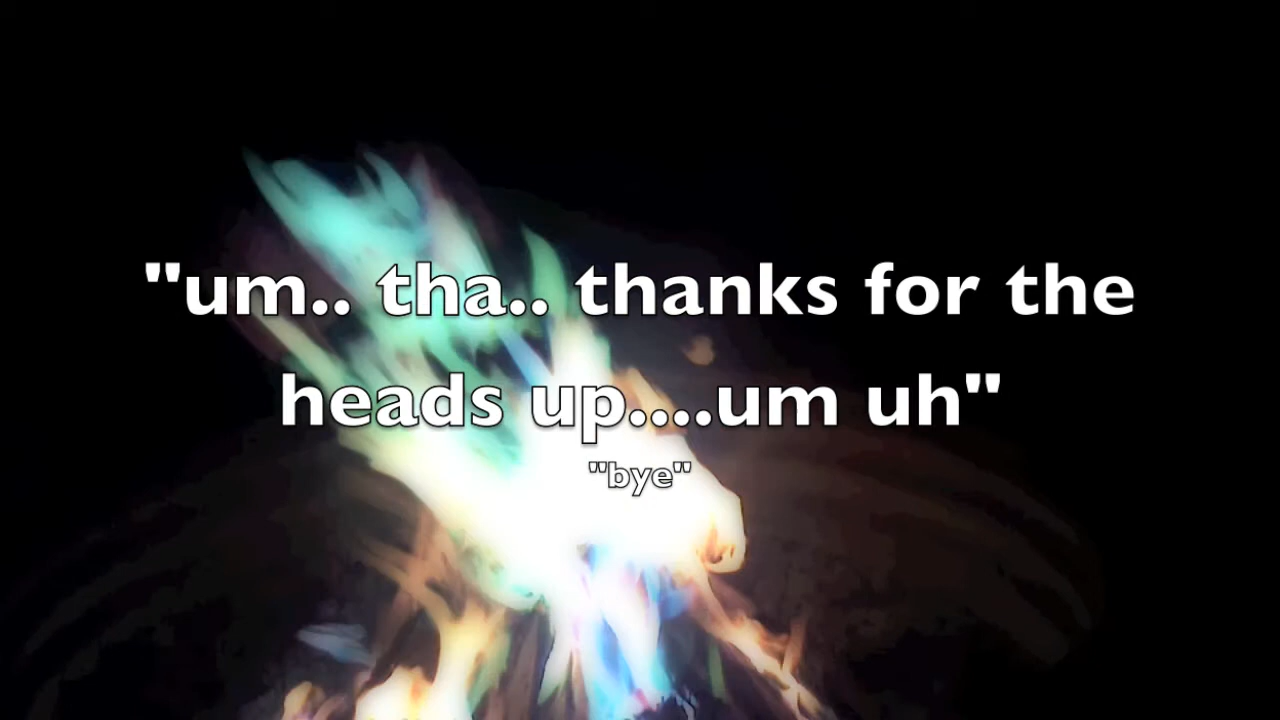 "um.. tha.. thanks for the
heads up....um uh"
"bye"